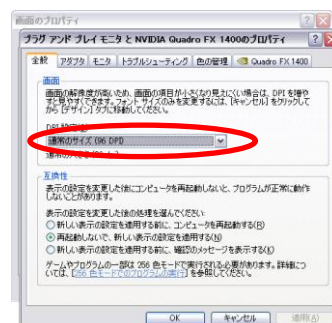 画面のプロパティ
プラグ アンド プレイ モニタ と NVIDIA Quadro FX 1400のプロパティ
全般 アダプタ モニタ トラブルシューティング 色の管理 Quadro FX 1400
画面
画面の解像度が高いため、画面の項目が小さくなり見えにくい場合は、DPI を増や
すと見やすくできます。フォント サイズのみを変更するには、[キャンセル] をクリックして
から [デザイン] タブに移動してください。
DPI 設定(I):
通常のサイズ (96 DPI)
互換性
表示の設定を変更した後にコンピュータを再起動しないと、プログラムが正常に動作
しないことがあります。
表示の設定を変更した後の処理を選んでください:
新しい表示の設定を適用する前に、コンピュータを再起動する(R)
再起動しないで、新しい表示の設定を適用する(N)
新しい表示の設定を適用する前に、確認のメッセージを表示する(K)
ゲームやプログラムの一部は 256 色モードで実行される必要があります。詳細につ
いては、[256 色モードでのプログラムの実行] を参照してください。
OK キャンセル 適用(A)